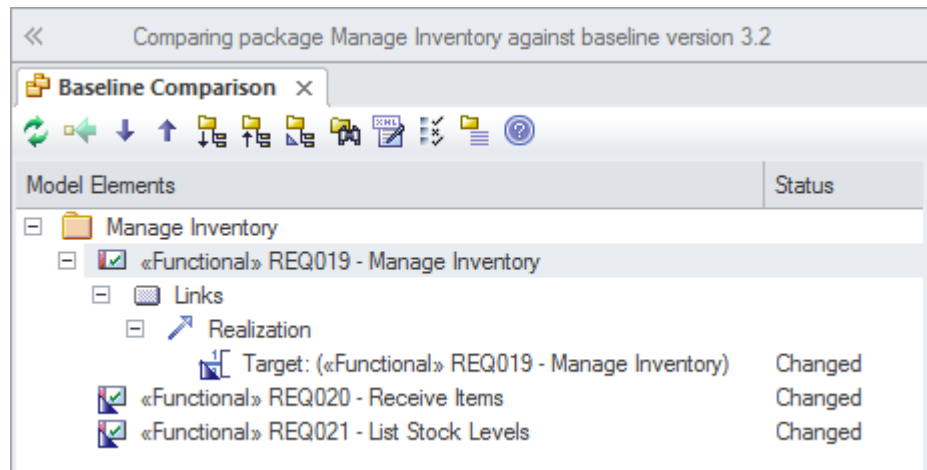 Comparing package Manage Inventory against baseline version 3.2
Baseline Comparison
Model Elements Status
Manage Inventory
«Functional» REQ019 - Manage Inventory
Links
Realization
Target: («Functional» REQ019 - Manage Inventory) Changed
«Functional» REQ020 - Receive Items Changed
«Functional» REQ021 - List Stock Levels Changed